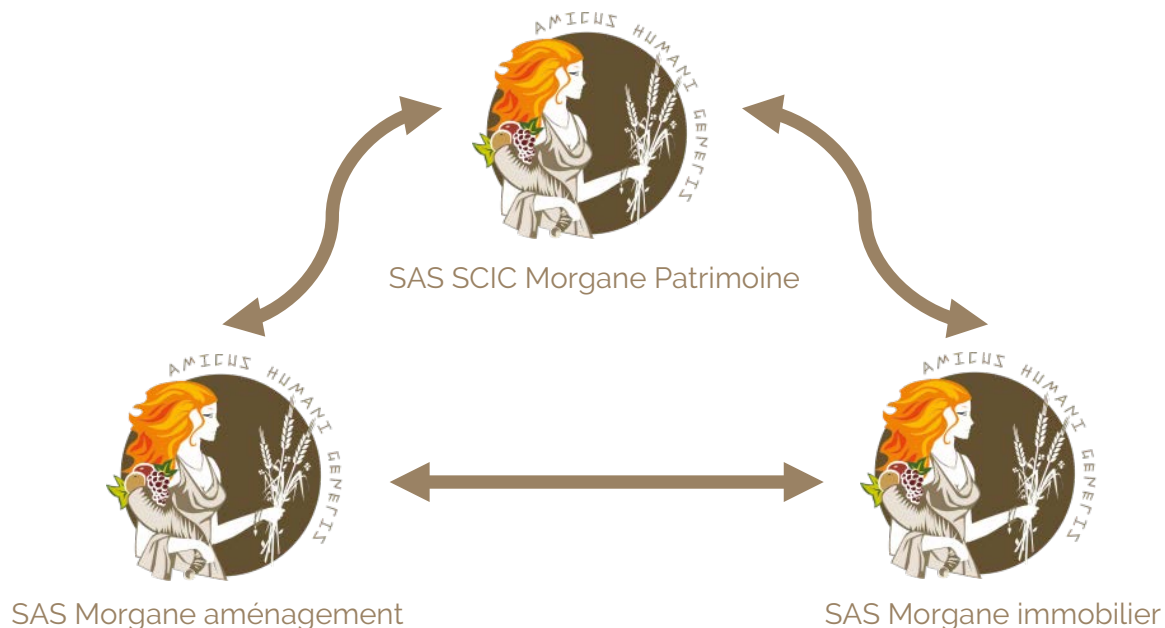 AMICUS HUMANI GENERIS
SAS SCIC Morgane Patrimoine
AMICUS HUMANI GENERIS
AMICUS HUMANI GENERIS
SAS Morgane aménagement
SAS Morgane immobilier